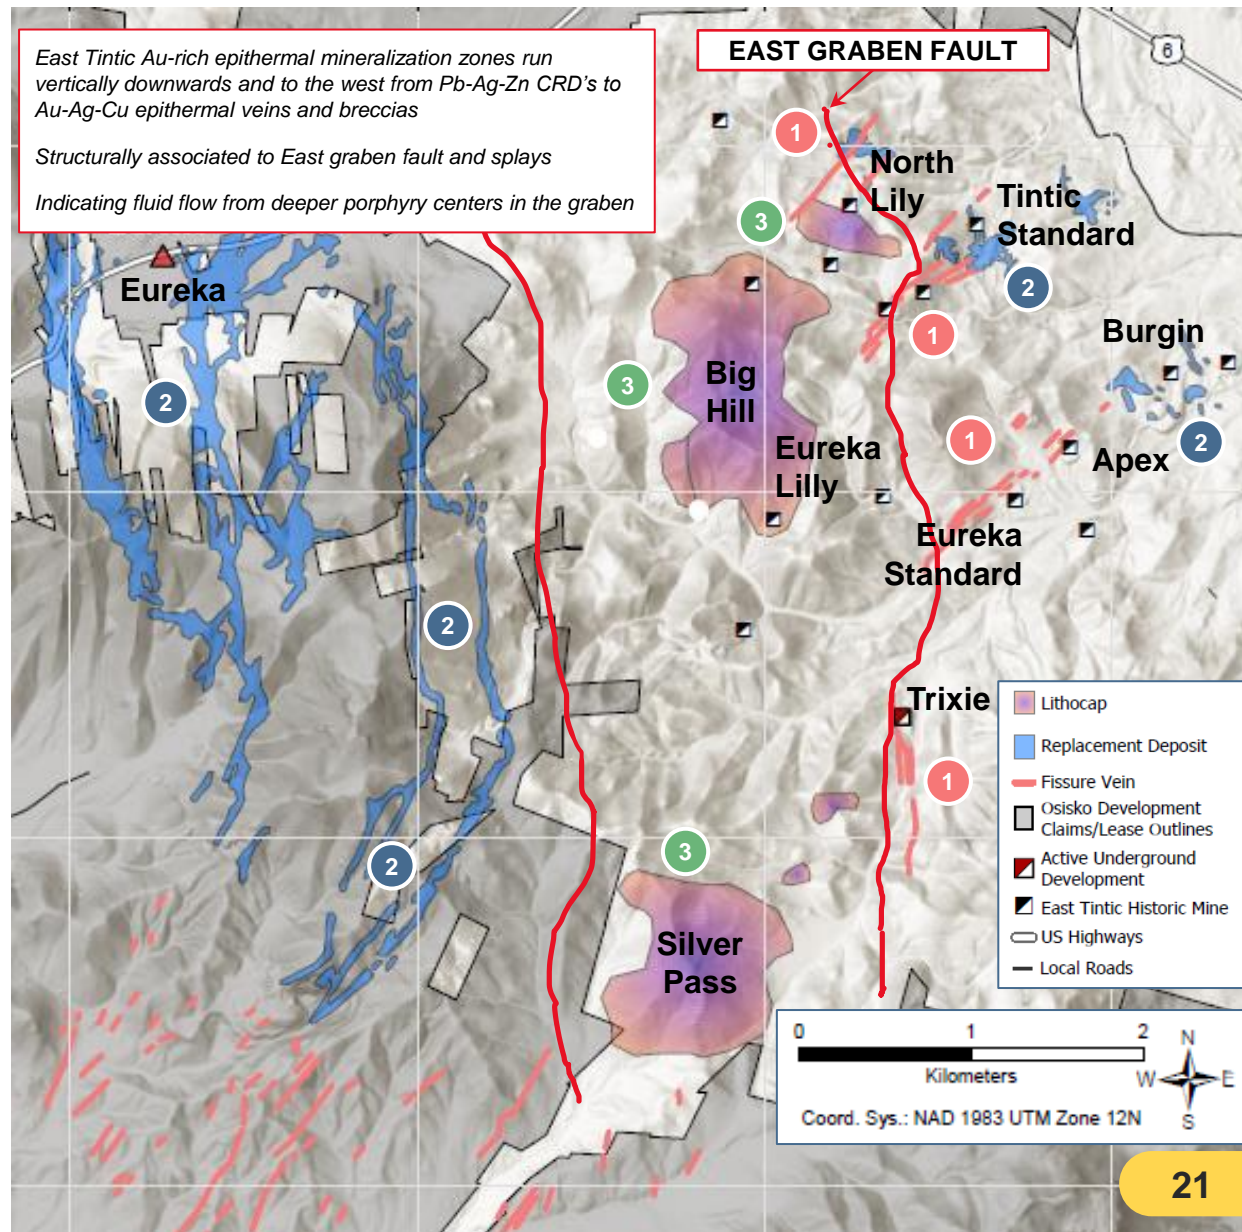 East Tintic Au-rich epithermal mineralization zones run
vertically downwards and to the west from Pb-Ag-Zn CRD's to
Au-Ag-Cu epithermal veins and breccias
Structurally associated to East graben fault and splays
Indicating fluid flow from deeper porphyry centers in the graben
EAST GRABEN FAULT
6
1
North
Lily
Tintic
Standard
3
2
Eureka
1
Burgin
3
Big
Hill
2
1
2
Eureka
Lilly
Apex
Eureka
Standard
2
Trixie
1
3
2
Silver
Pass
Lithocap
Replacement Deposit
Fissure Vein
Osisko Development
Claims/Lease Outlines
Active Underground
Development
East Tintic Historic Mine
US Highways
Local Roads
0 1 2
Kilometers
Coord. Sys.: NAD 1983 UTM Zone 12N
N
W E
S
21